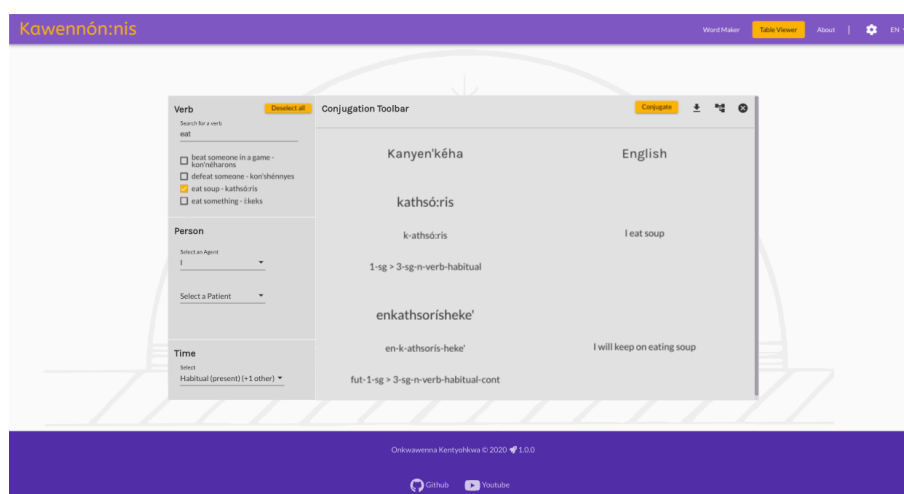 Kawennón:nis
Word Maker
Table Viewer
About
|
EN
Verb
Deselect all
Search for a verb
eat
beat someone in a game -
kon'néharons
defeat someone - kon'shénnyes
eat soup - kathsó:ris
eat something - í:keks
Person
Select an Agent
I
Select a Patient
Time
Select
Habitual (present) (+1 other)
Conjugation Toolbar
Conjugate
Kanyen'kéha English
kathsó:ris
k-athsó:ris I eat soup
1-sg > 3-sg-n-verb-habitual
enkathsorísheke'
en-k-athsorís-heke' I will keep on eating soup
fut-1-sg > 3-sg-n-verb-habitual-cont
Onkwawenna Kentyohkwa © 2020 1.0.0
Github Youtube